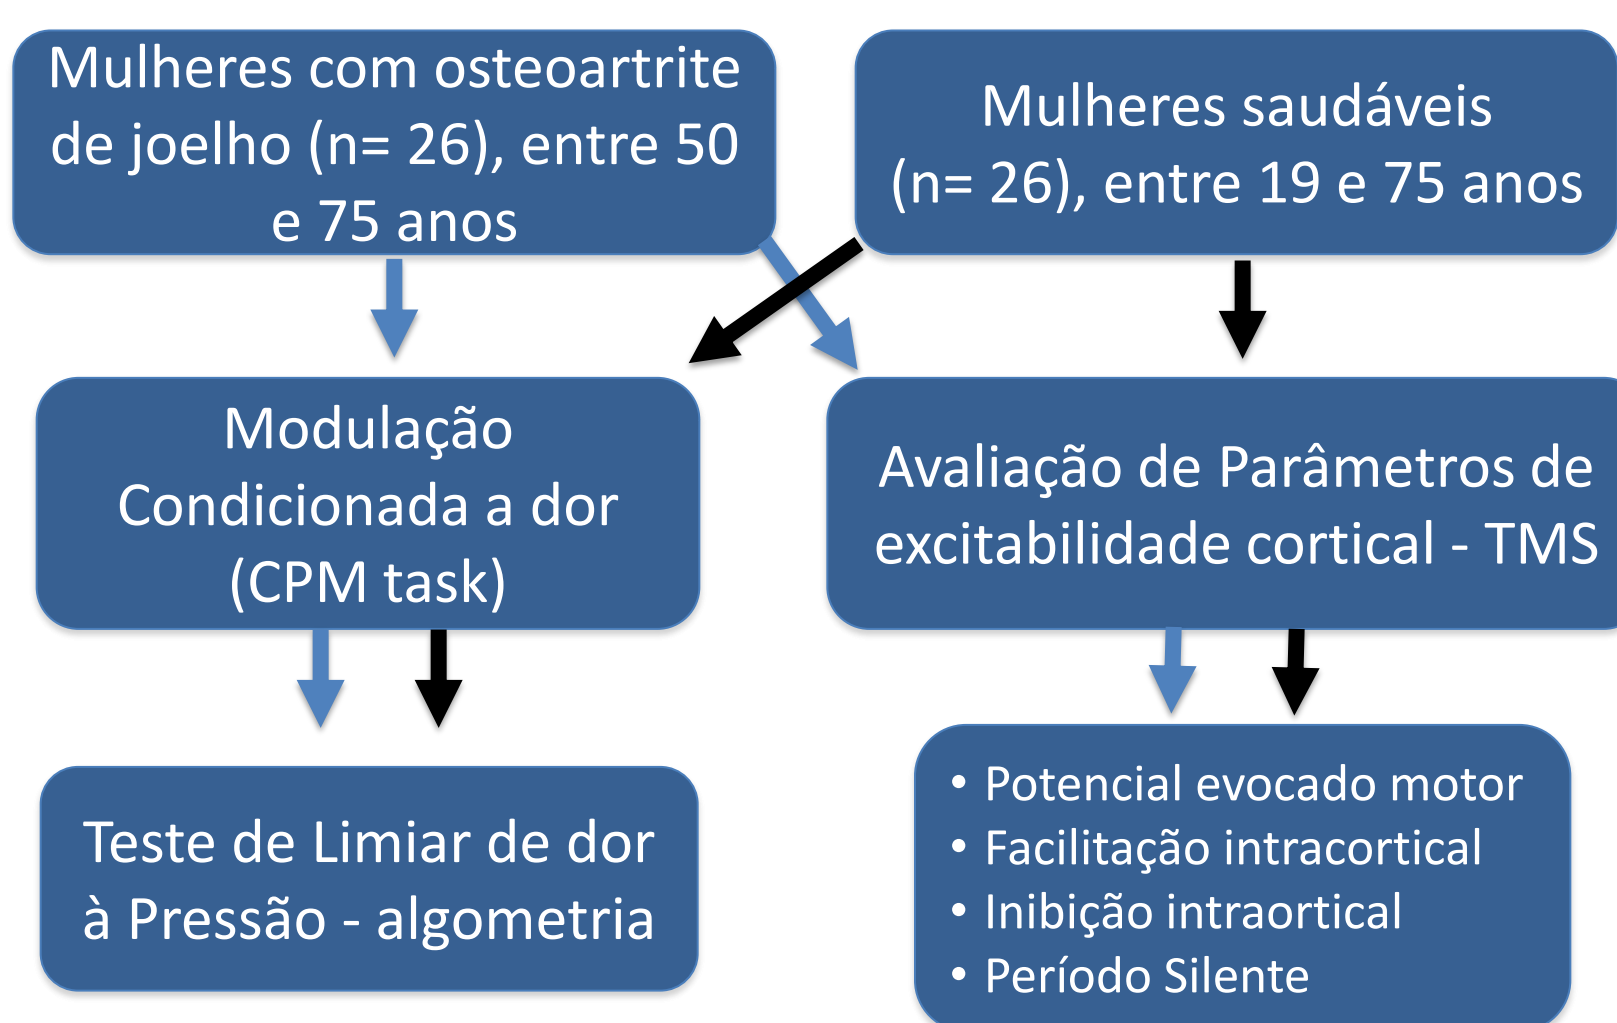 Mulheres com osteoartrite
de joelho (n= 26), entre 50
e 75 anos
Mulheres saudáveis
(n= 26), entre 19 e 75 anos
Modulação
Condicionada a dor
(CPM task)
Avaliação de Parâmetros de
excitabilidade cortical - TMS
Teste de Limiar de dor
à Pressão - algometria
• Potencial evocado motor
• Facilitação intracortical
• Inibição intraortical
• Período Silente